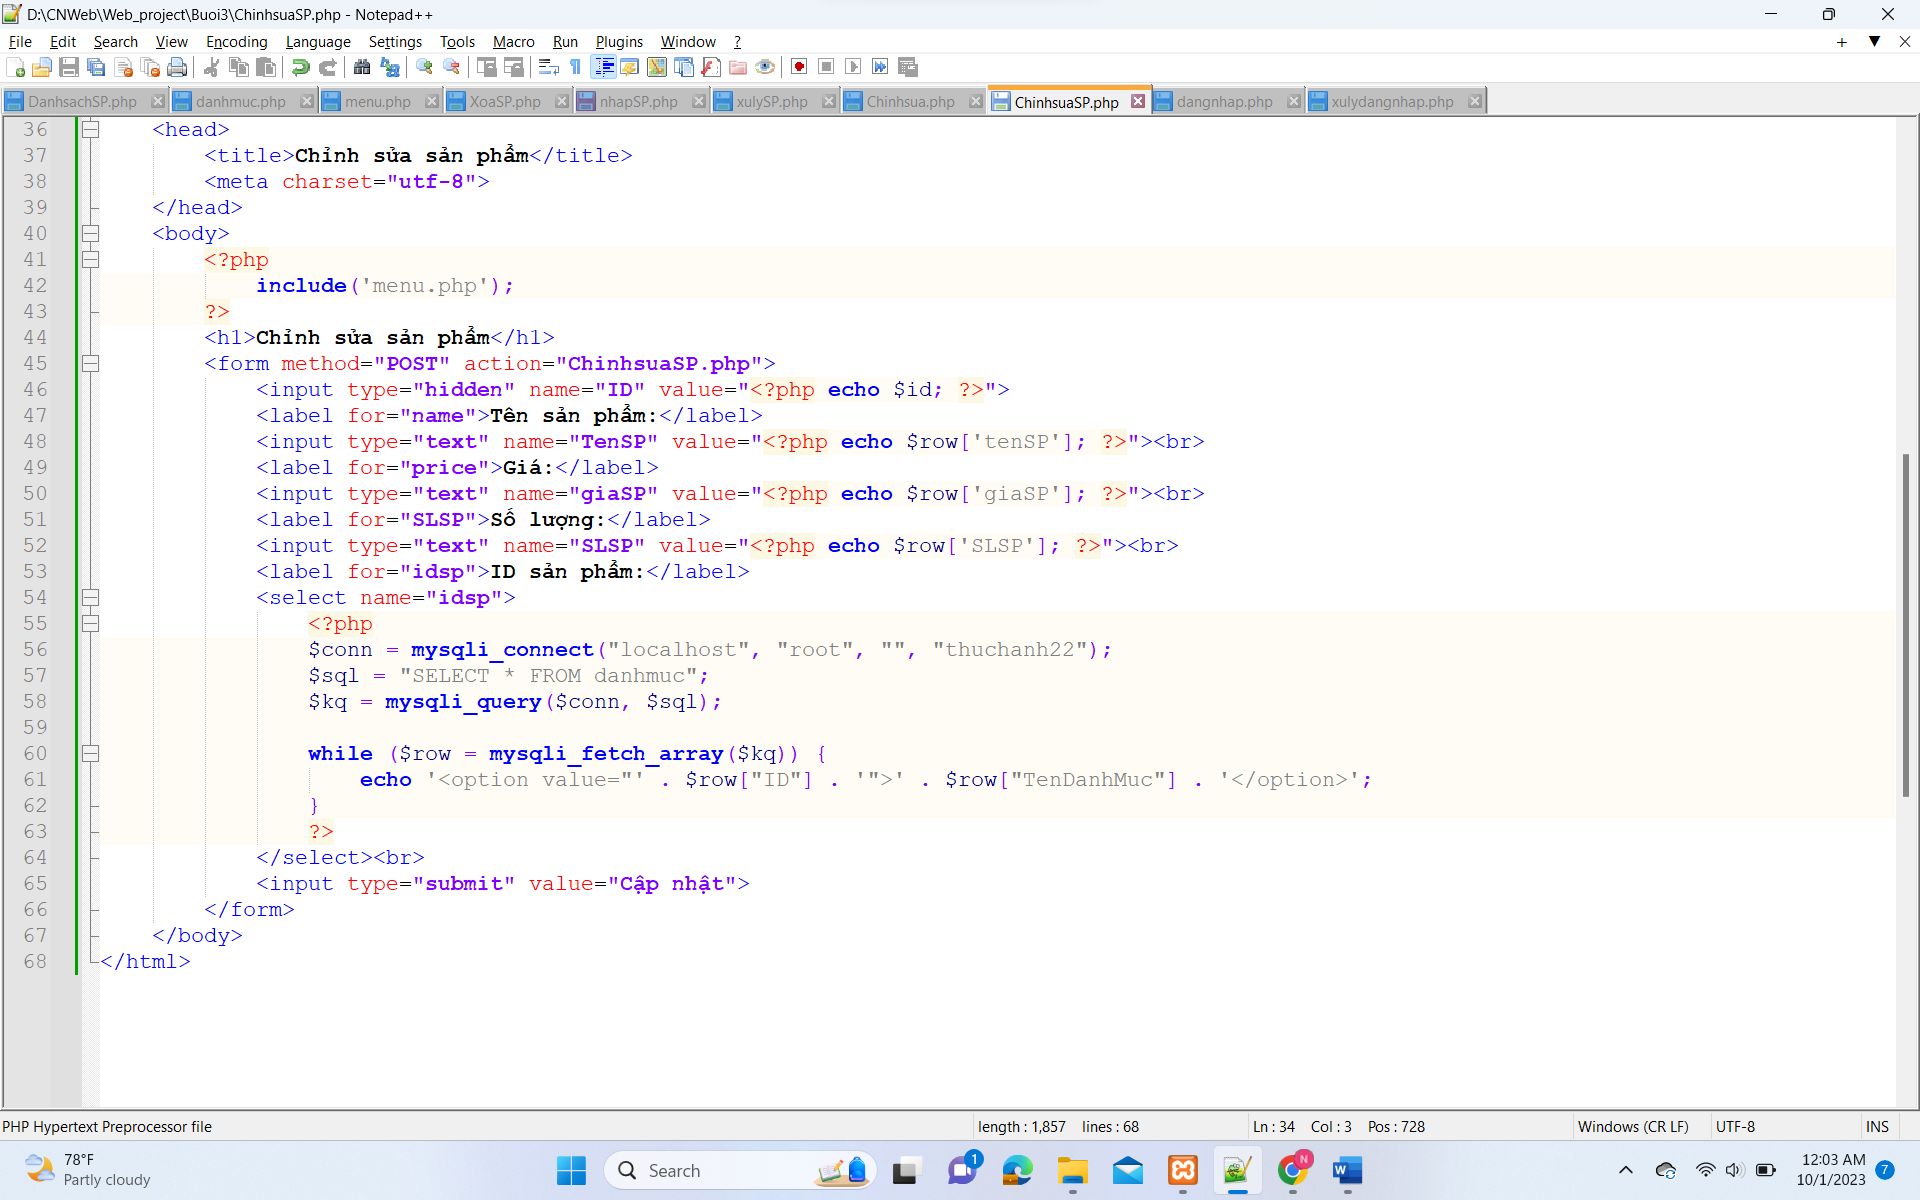 D:\CNWeb\Web_project\Buoi3\ChinhsuaSP.php - Notepad++
File Edit Search View Encoding Language Settings Tools Macro Run Plugins Window ?
DanhsachSP.php danhmuc.php menu.php XoaSP.php nhapSP.php xulySP.php Chinhsua.php ChinhsuaSP.php dangnhap.php xulydangnhap.php
36 <head>
37 <title>Chỉnh sửa sản phẩm</title>
38 <meta charset="utf-8">
39 </head>
40 <body>
41 <?php
42 include('menu.php');
43 ?>
44 <h1>Chỉnh sửa sản phẩm</h1>
45 <form method="POST" action="ChinhsuaSP.php">
46 <input type="hidden" name="ID" value="<?php echo $id; ?>">
47 <label for="name">Tên sản phẩm:</label>
48 <input type="text" name="TenSP" value="<?php echo $row['tenSP']; ?>"><br>
49 <label for="price">Giá:</label>
50 <input type="text" name="giaSP" value="<?php echo $row['giaSP']; ?>"><br>
51 <label for="SLSP">Số lượng:</label>
52 <input type="text" name="SLSP" value="<?php echo $row['SLSP']; ?>"><br>
53 <label for="idsp">ID sản phẩm:</label>
54 <select name="idsp">
55 <?php
56 $conn = mysqli_connect("localhost", "root", "", "thuchanh22");
57 $sql = "SELECT * FROM danhmuc";
58 $kq = mysqli_query($conn, $sql);
59
60 while ($row = mysqli_fetch_array($kq)) {
61 echo '<option value="' . $row["ID"] . '">' . $row["TenDanhMuc"] . '</option>';
62 }
63 ?>
64 </select><br>
65 <input type="submit" value="Cập nhật">
66 </form>
67 </body>
68 </html>
PHP Hypertext Preprocessor file length : 1,857 lines : 68 Ln : 34 Col : 3 Pos : 728 Windows (CR LF) UTF-8 INS
78°F
Partly cloudy
Search
1
N
12:03 AM
10/1/2023
7